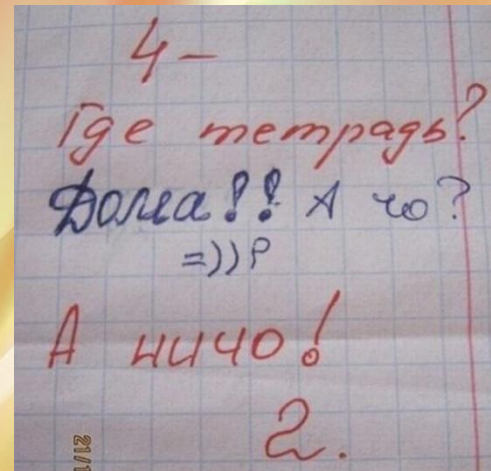 4-
Где тетрадь?
Дома!! А чо?
=))Р
А ничо!
2.